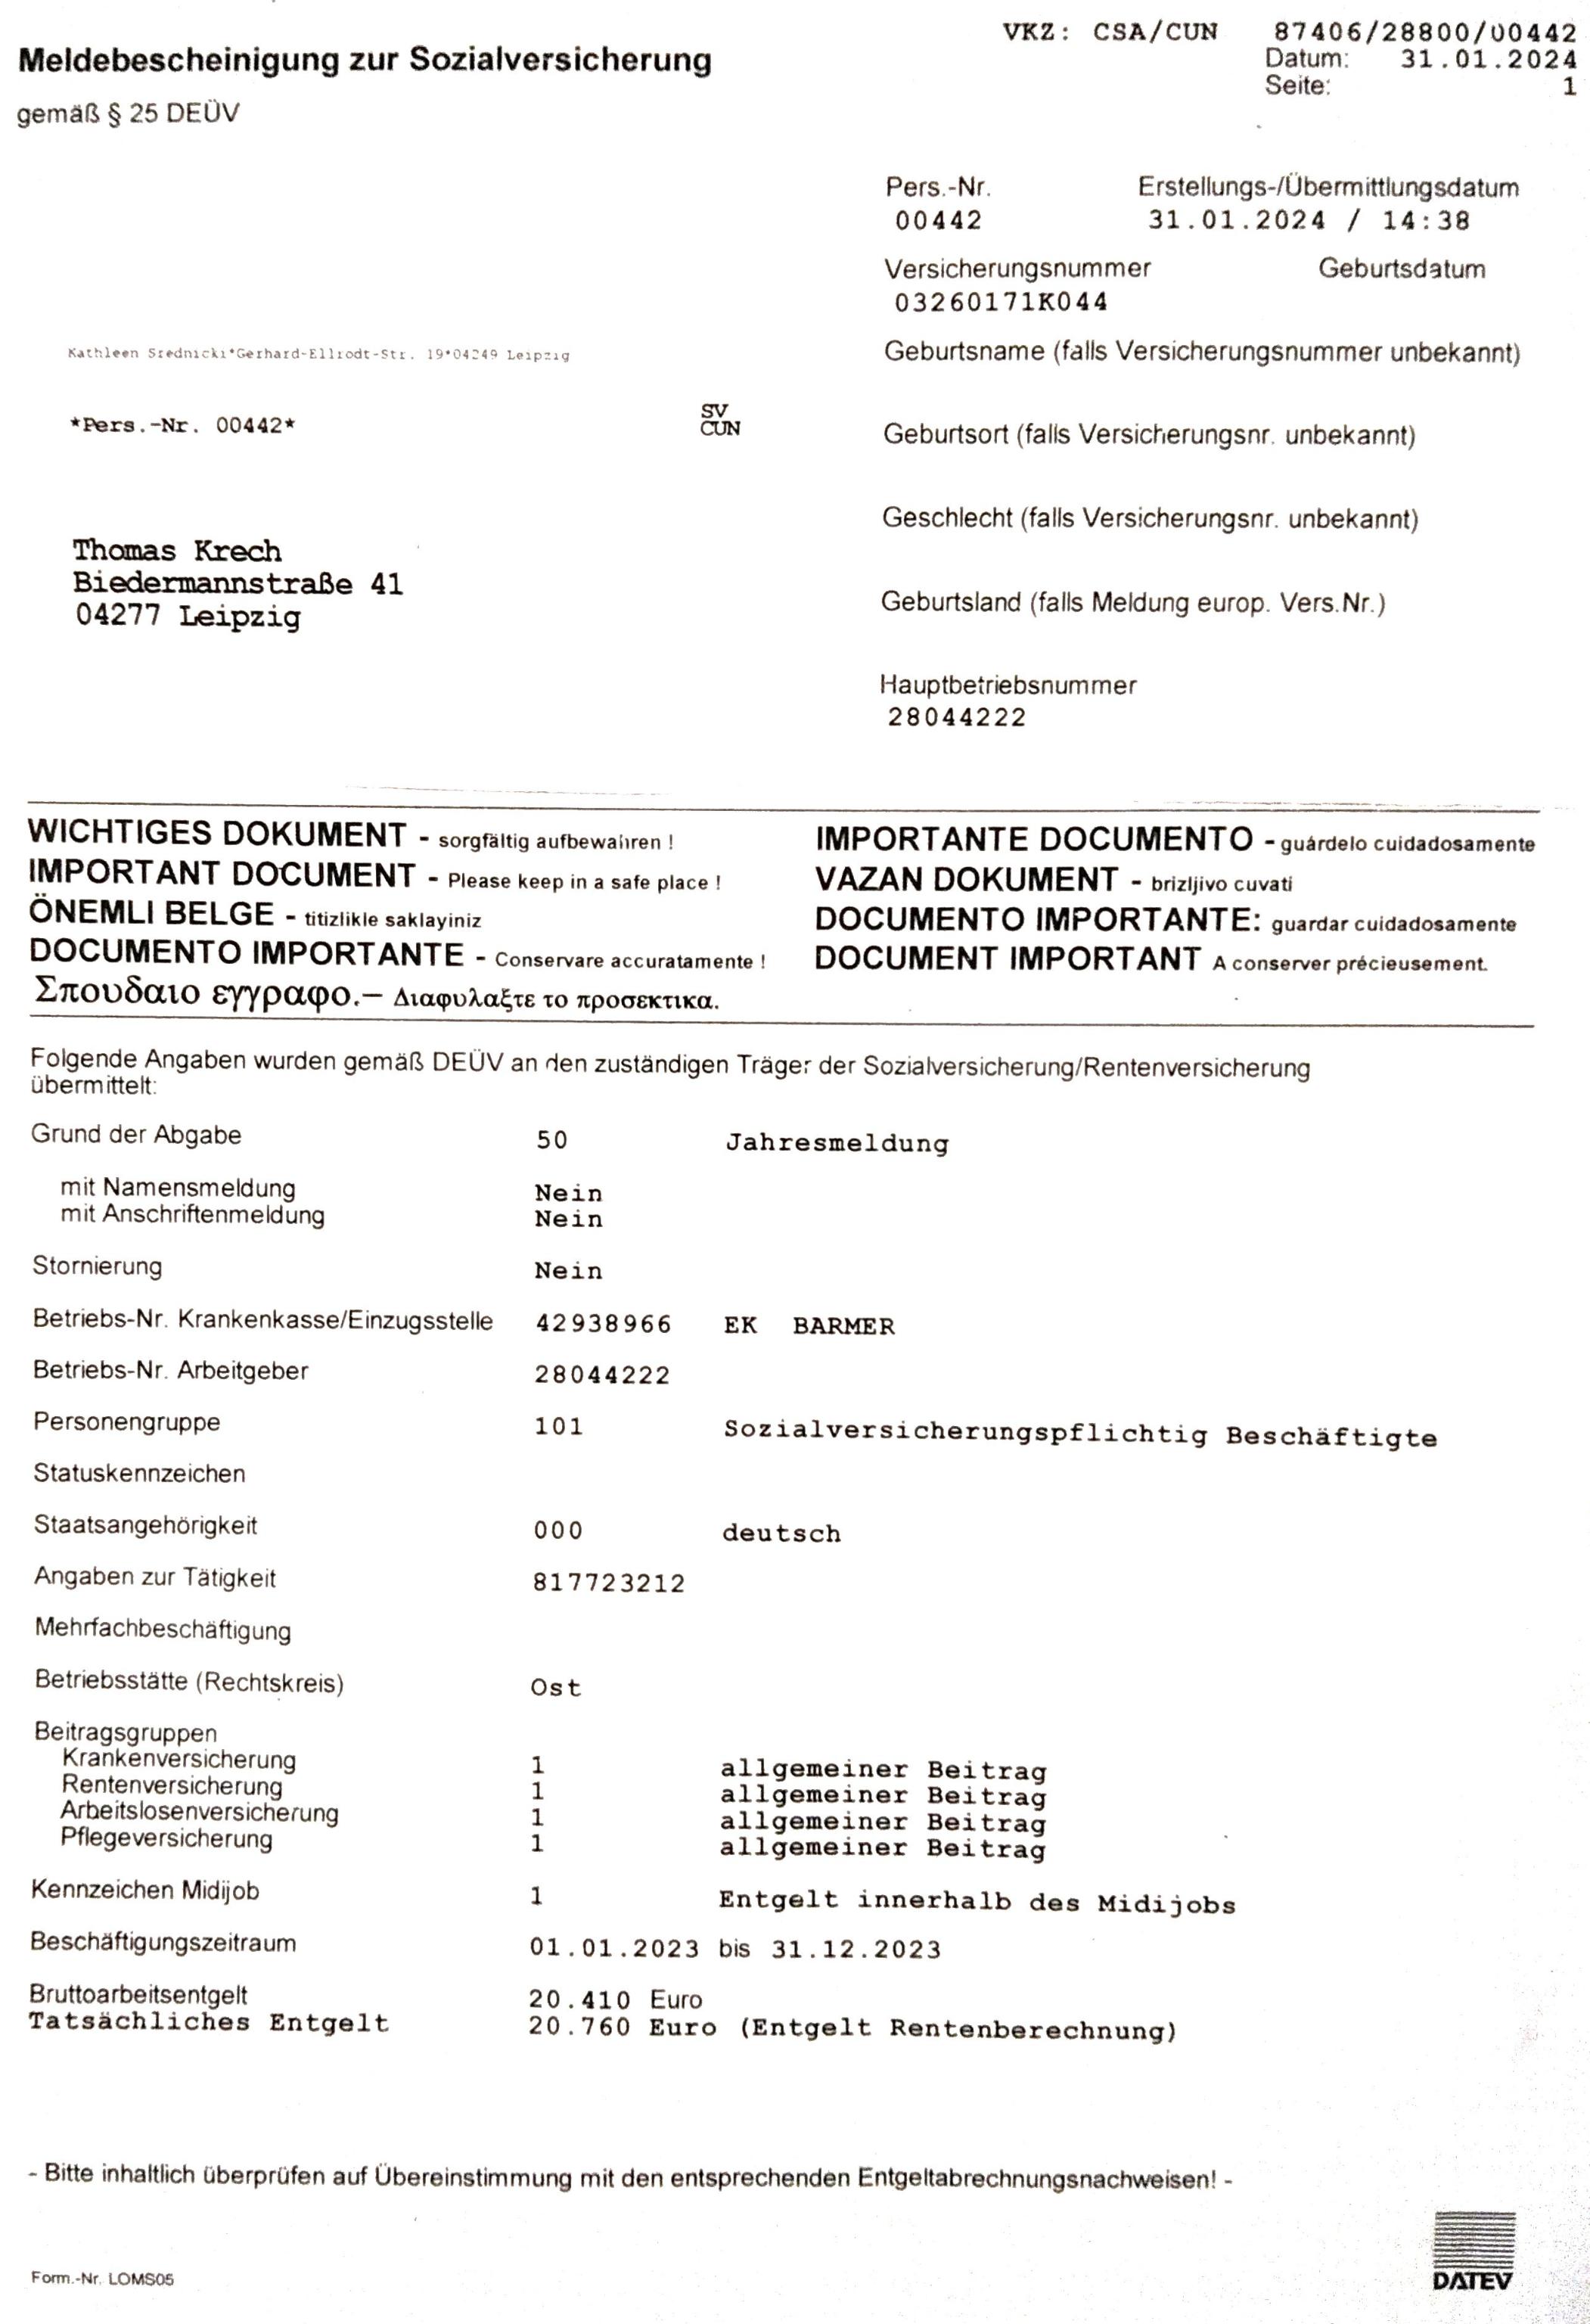 VKZ: CSA/CUN 87406/28800/00442
Meldebescheinigung zur Sozialversicherung
Datum: 31.01.2024
Seite: 1
gemäß § 25 DEÜV
Pers.-Nr. Erstellungs-/Übermittlungsdatum
00442 31.01.2024 / 14:38
Versicherungsnummer Geburtsdatum
03260171K044
Kathleen Srednicki*Gerhard-Ellrodt-Str. 19*04249 Leipzig
Geburtsname (falls Versicherungsnummer unbekannt)
*Pers.-Nr. 00442*
SV
CUN
Geburtsort (falls Versicherungsnr. unbekannt)
Geschlecht (falls Versicherungsnr. unbekannt)
Thomas Krech
Biedermannstraße 41
04277 Leipzig
Geburtsland (falls Meldung europ. Vers.Nr.)
Hauptbetriebsnummer
28044222
WICHTIGES DOKUMENT - sorgfältig aufbewahren !
IMPORTANT DOCUMENT - Please keep in a safe place !
ÖNEMLI BELGE - titizlikle saklayiniz
DOCUMENTO IMPORTANTE - Conservare accuratamente !
Σπουδαιο εγγραφο.– Διαφυλαξτε το προσεκτικα.
IMPORTANTE DOCUMENTO - guárdelo cuidadosamente
VAZAN DOKUMENT - brizljivo cuvati
DOCUMENTO IMPORTANTE: guardar cuidadosamente
DOCUMENT IMPORTANT A conserver précieusement.
Folgende Angaben wurden gemäß DEÜV an den zuständigen Träger der Sozialversicherung/Rentenversicherung
übermittelt:
Grund der Abgabe 50 Jahresmeldung
mit Namensmeldung Nein
mit Anschriftenmeldung Nein
Stornierung Nein
Betriebs-Nr. Krankenkasse/Einzugsstelle 42938966 EK BARMER
Betriebs-Nr. Arbeitgeber 28044222
Personengruppe 101 Sozialversicherungspflichtig Beschäftigte
Statuskennzeichen
Staatsangehörigkeit 000 deutsch
Angaben zur Tätigkeit 817723212
Mehrfachbeschäftigung
Betriebsstätte (Rechtskreis) Ost
Beitragsgruppen
Krankenversicherung 1 allgemeiner Beitrag
Rentenversicherung 1 allgemeiner Beitrag
Arbeitslosenversicherung 1 allgemeiner Beitrag
Pflegeversicherung 1 allgemeiner Beitrag
Kennzeichen Midijob 1 Entgelt innerhalb des Midijobs
Beschäftigungszeitraum 01.01.2023 bis 31.12.2023
Bruttoarbeitsentgelt 20.410 Euro
Tatsächliches Entgelt 20.760 Euro (Entgelt Rentenberechnung)
- Bitte inhaltlich überprüfen auf Übereinstimmung mit den entsprechenden Entgeltabrechnungsnachweisen! -
Form.-Nr. LOMS05
DATEV